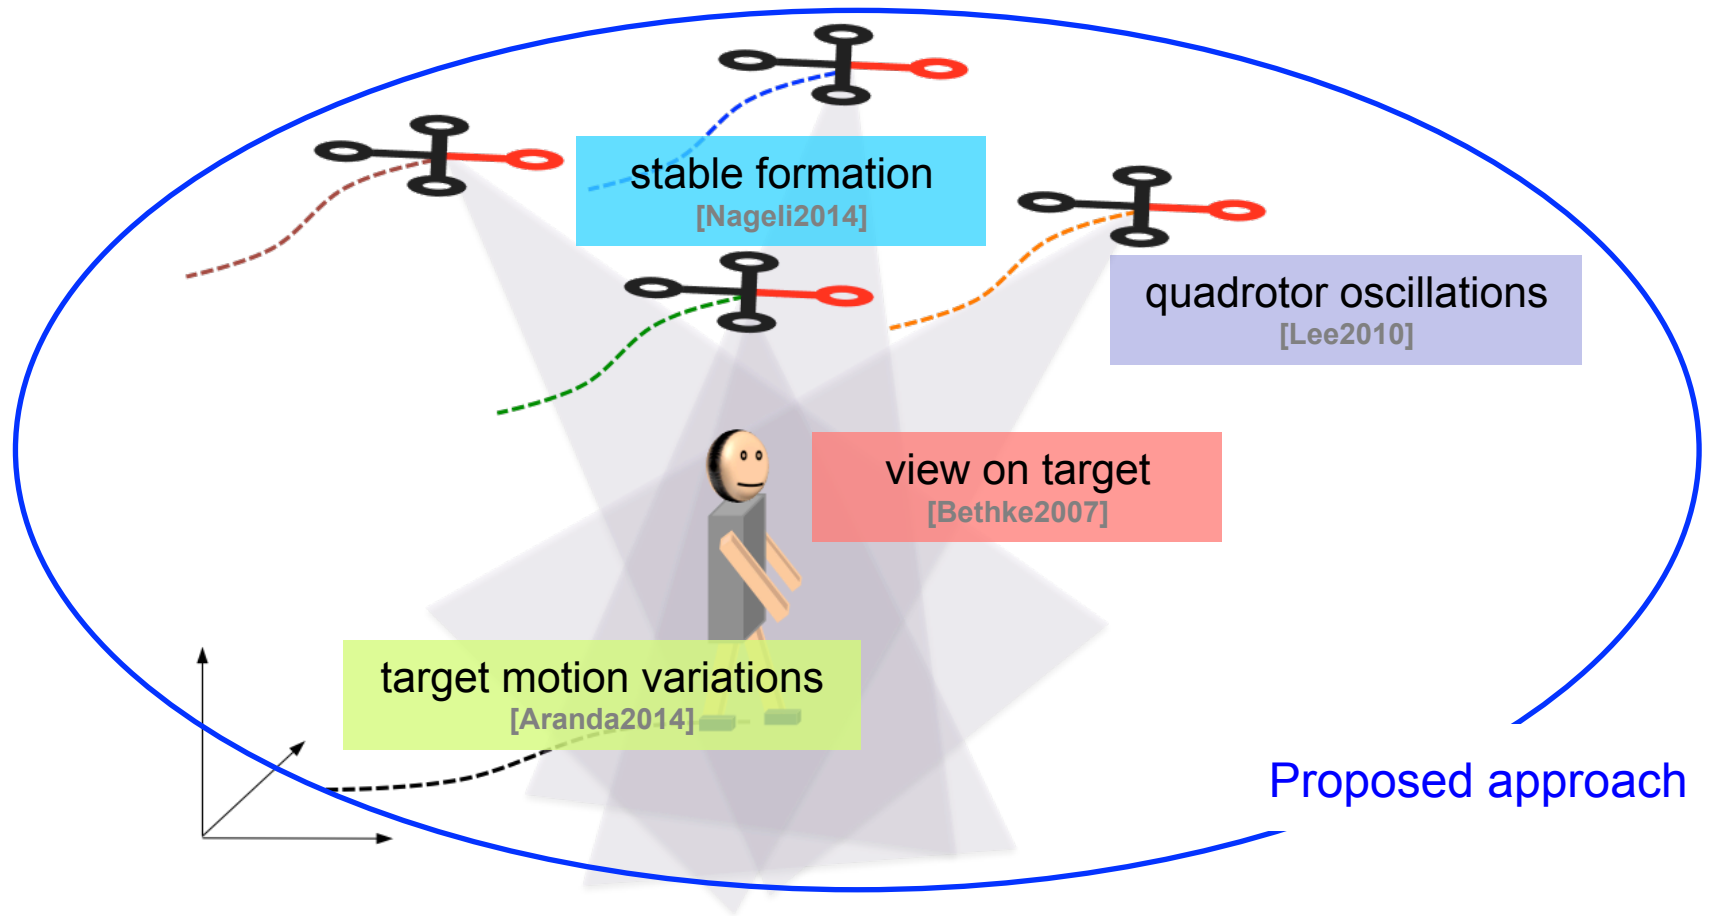 stable formation
[Nageli2014]
quadrotor oscillations
[Lee2010]
view on target
[Bethke2007]
target motion variations
[Aranda2014]
Proposed approach